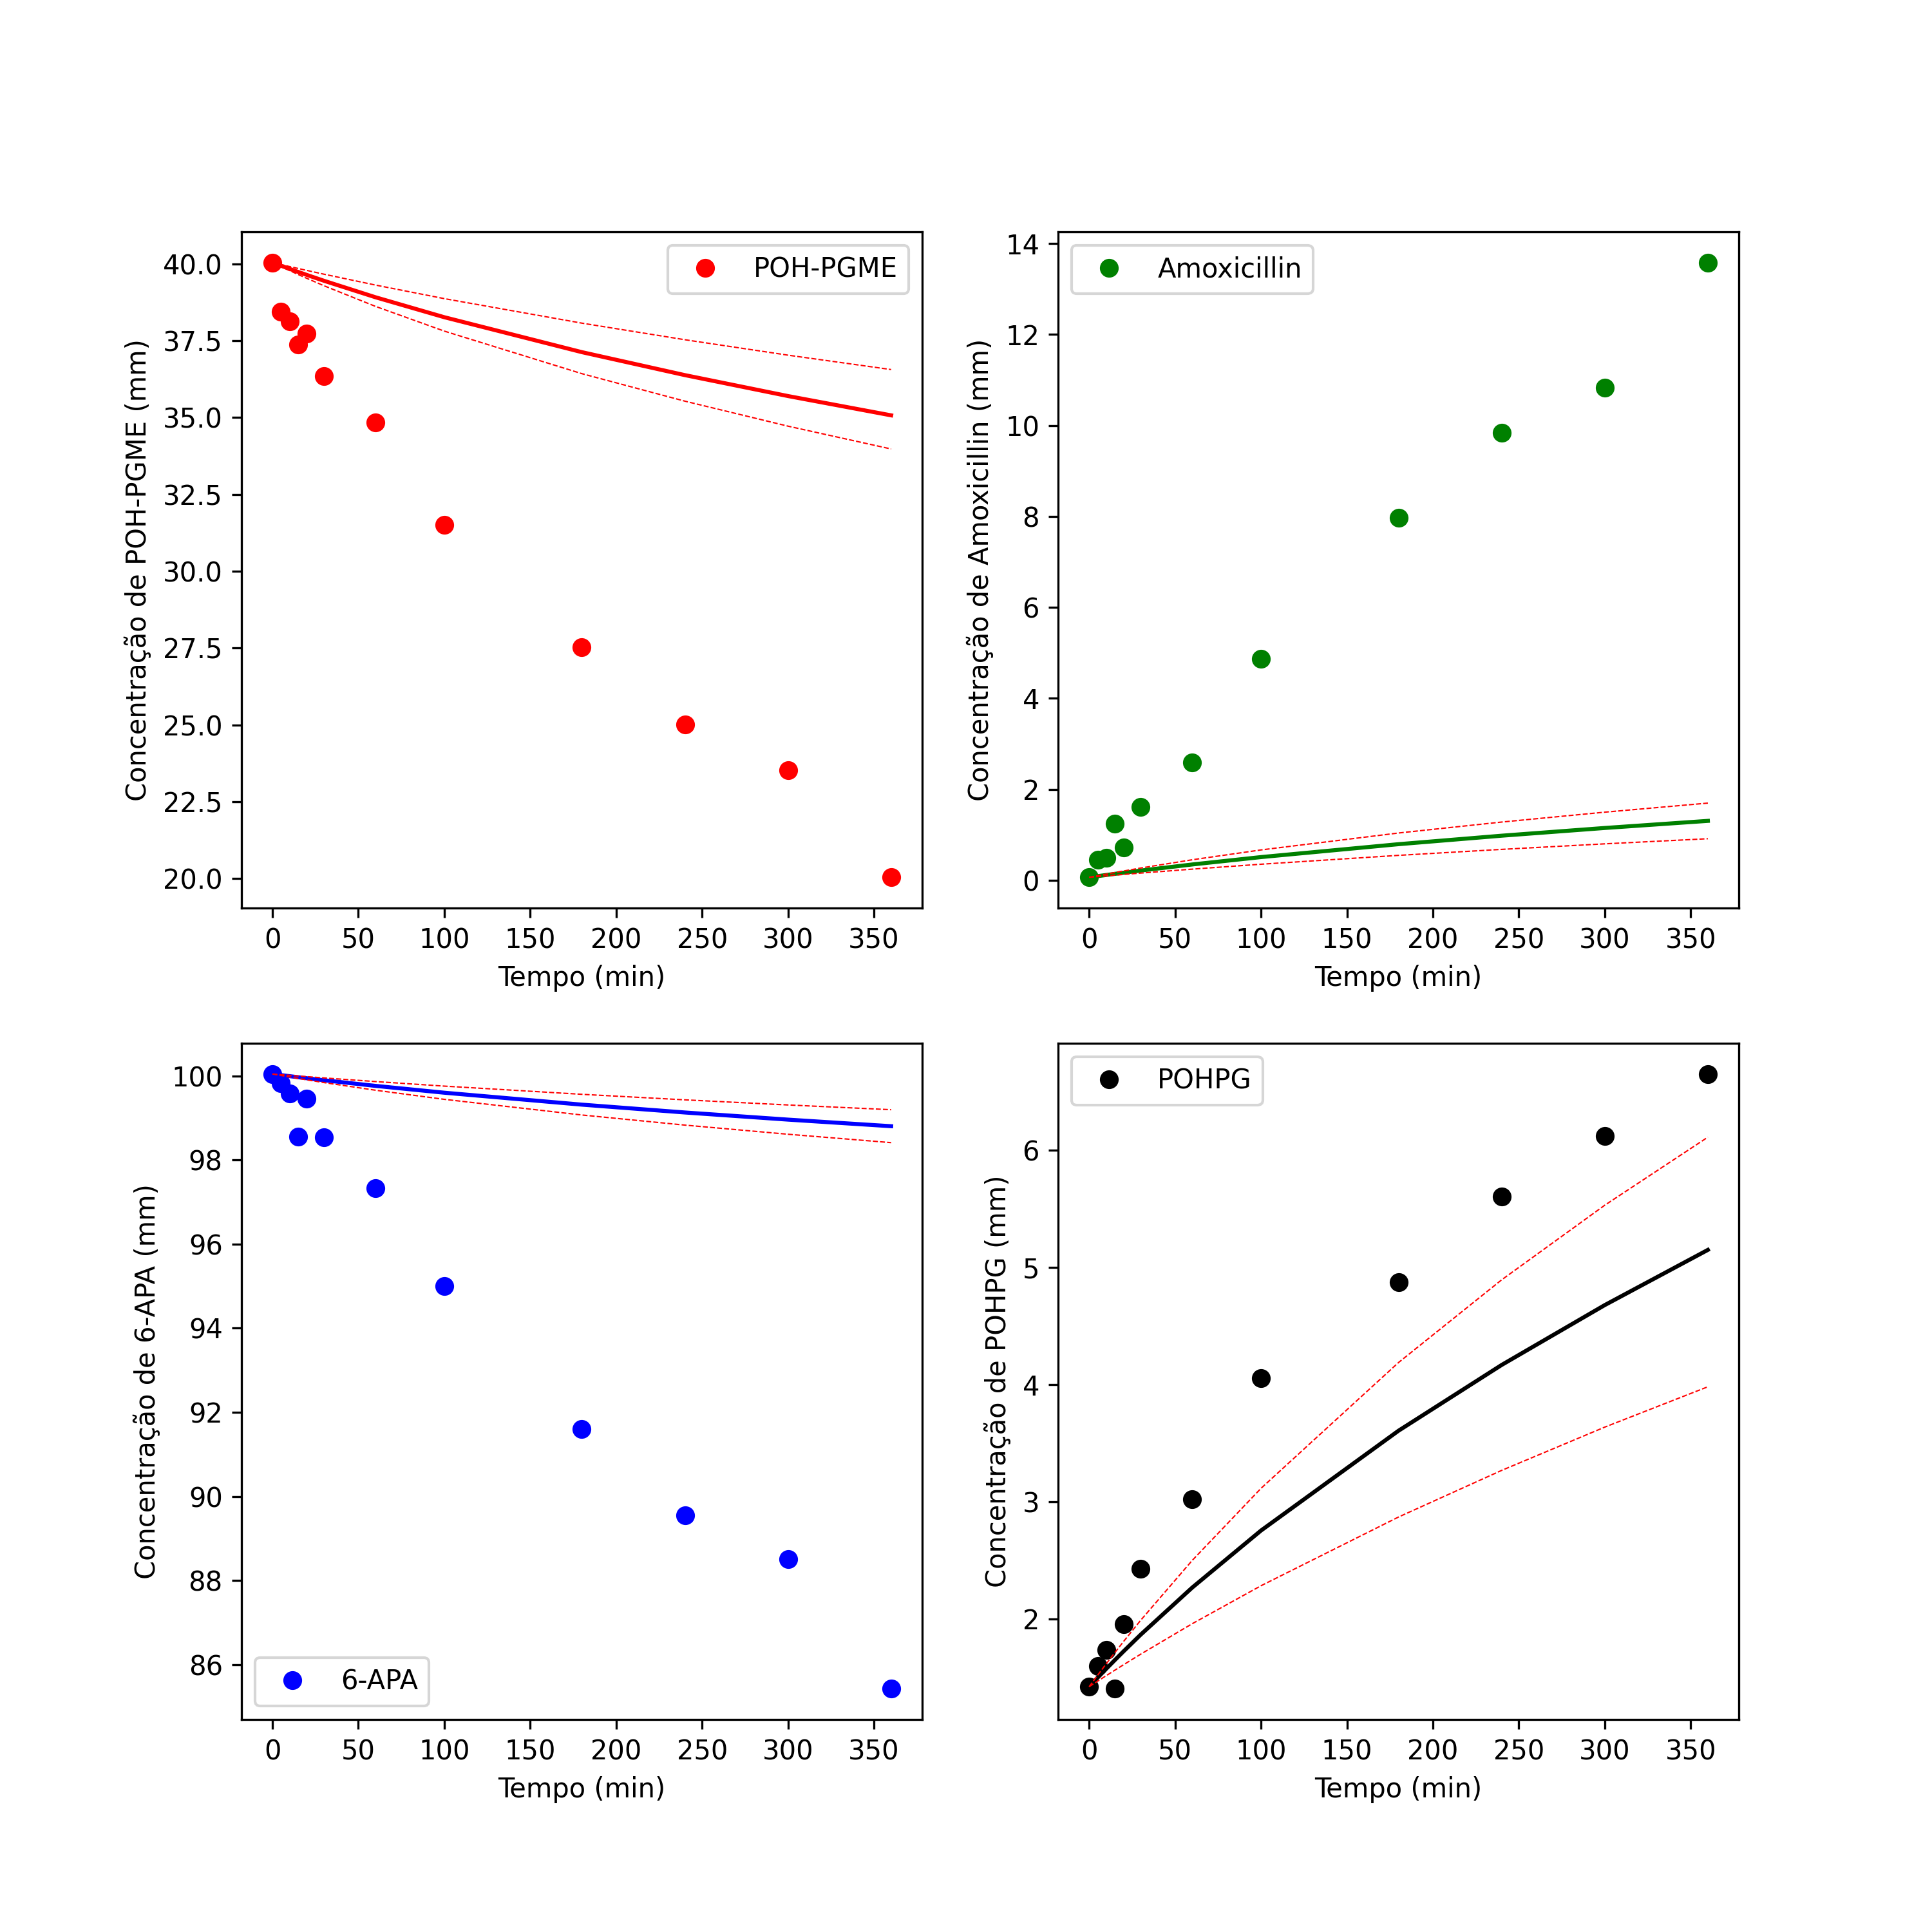 POH-PGME
Concentração de POH-PGME (mm)
40.0
37.5
35.0
32.5
30.0
27.5
25.0
22.5
20.0
0 50 100 150 200 250 300 350
Tempo (min)
Amoxicillin
Concentração de Amoxicillin (mm)
14
12
10
8
6
4
2
0
0 50 100 150 200 250 300 350
Tempo (min)
6-APA
Concentração de 6-APA (mm)
100
98
96
94
92
90
88
86
0 50 100 150 200 250 300 350
Tempo (min)
POHPG
Concentração de POHPG (mm)
6
5
4
3
2
0 50 100 150 200 250 300 350
Tempo (min)